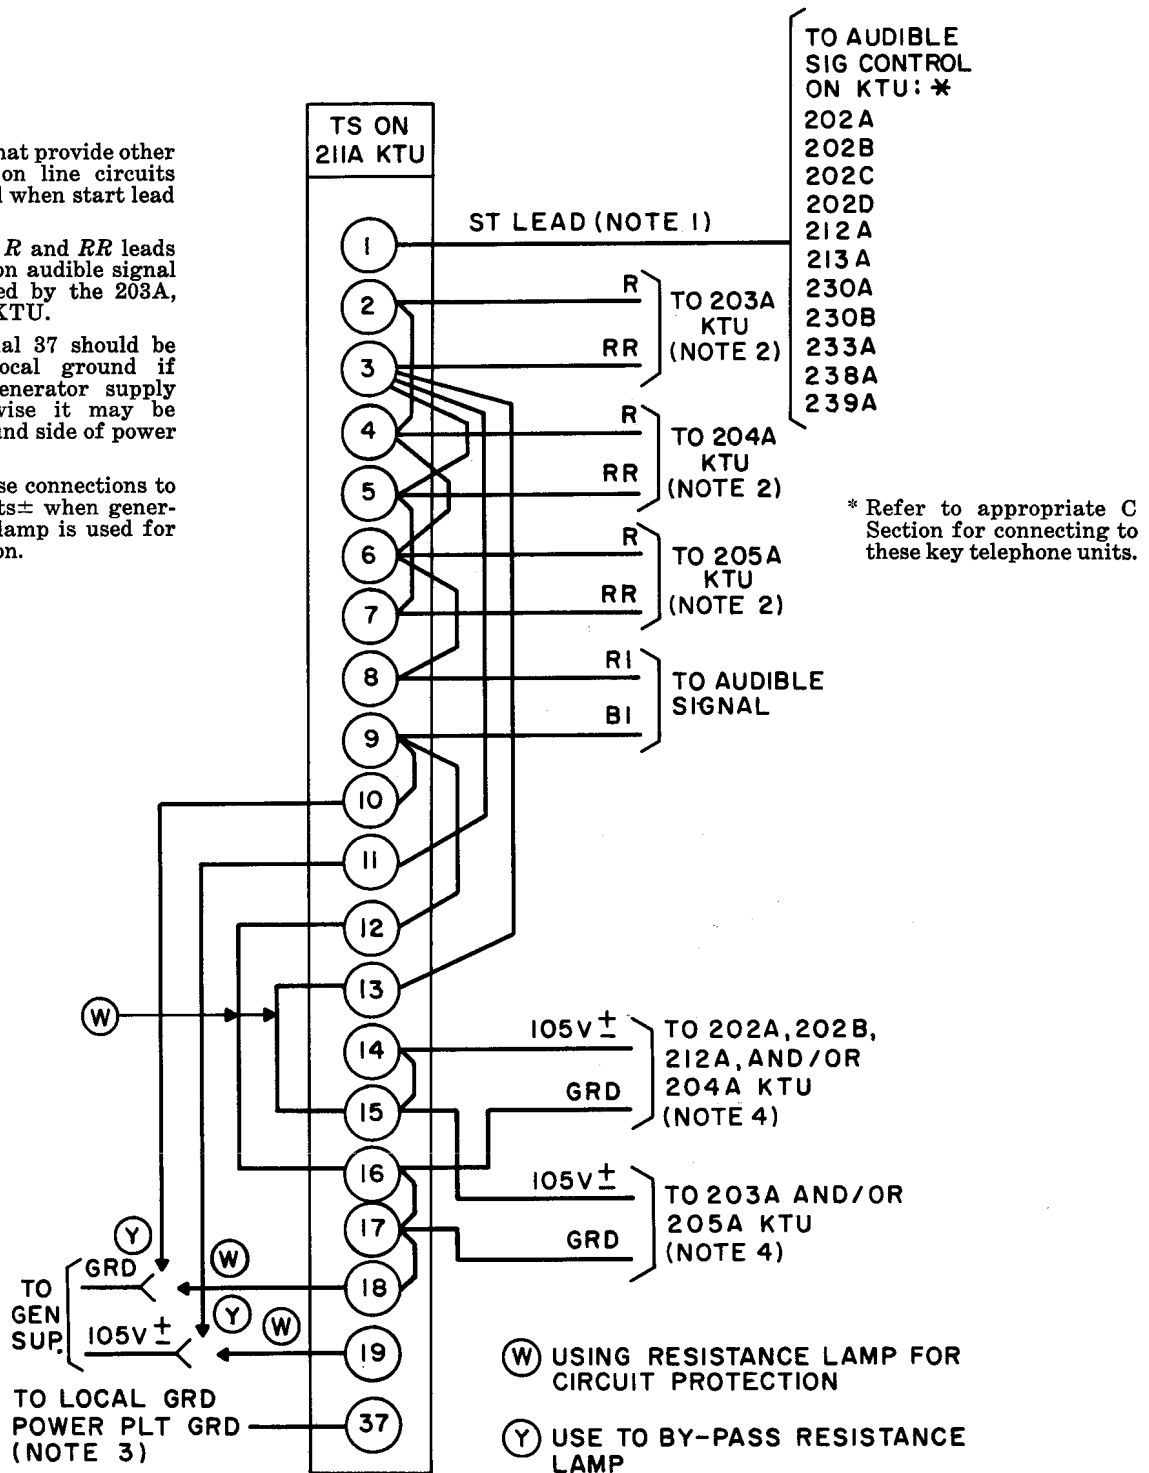 hat provide other
on line circuits
l when start lead
R and RR leads
on audible signal
ed by the 203A,
KTU.
al 37 should be
ocal ground if
enerator supply
wise it may be
und side of power
se connections to
ts± when gener-
lamp is used for
on.
TS ON
211A KTU
1
2
3
4
5
6
7
8
9
10
11
12
13
14
15
16
17
18
19
37
ST LEAD (NOTE 1)
TO AUDIBLE
SIG CONTROL
ON KTU: *
202A
202B
202C
202D
212A
213A
230A
230B
233A
238A
239A
R
RR
TO 203A
KTU
(NOTE 2)
R
RR
TO 204A
KTU
(NOTE 2)
R
RR
TO 205A
KTU
(NOTE 2)
R1
B1
TO AUDIBLE
SIGNAL
* Refer to appropriate C
Section for connecting to
these key telephone units.
W
105V ±
GRD
TO 202A, 202B,
212A, AND/OR
204A KTU
(NOTE 4)
105V ±
GRD
TO 203A AND/OR
205A KTU
(NOTE 4)
Y
W
Y
W
TO
GEN
SUP.
GRD
105V ±
TO LOCAL GRD
POWER PLT GRD
(NOTE 3)
W USING RESISTANCE LAMP FOR
CIRCUIT PROTECTION
Y USE TO BY-PASS RESISTANCE
LAMP